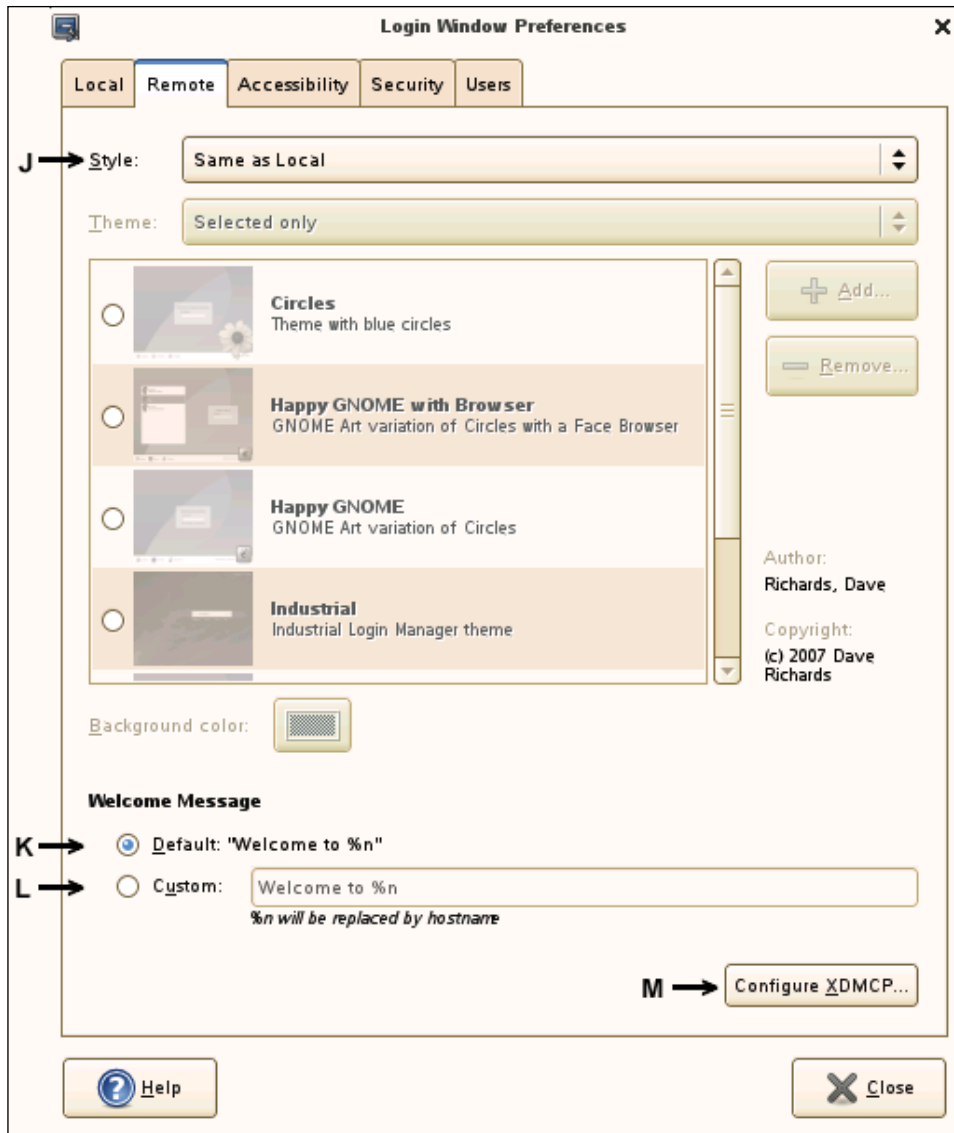 Login Window Preferences
Local Remote Accessibility Security Users
J Style: Same as Local
Theme: Selected only
Circles
Theme with blue circles
Add...
Remove...
Happy GNOME with Browser
GNOME Art variation of Circles with a Face Browser
Happy GNOME
GNOME Art variation of Circles
Industrial
Industrial Login Manager theme
Author:
Richards, Dave
Copyright:
(c) 2007 Dave
Richards
Background color:
Welcome Message
K Default: "Welcome to %n"
L Custom: Welcome to %n
%n will be replaced by hostname
M Configure XDMCP...
Help Close